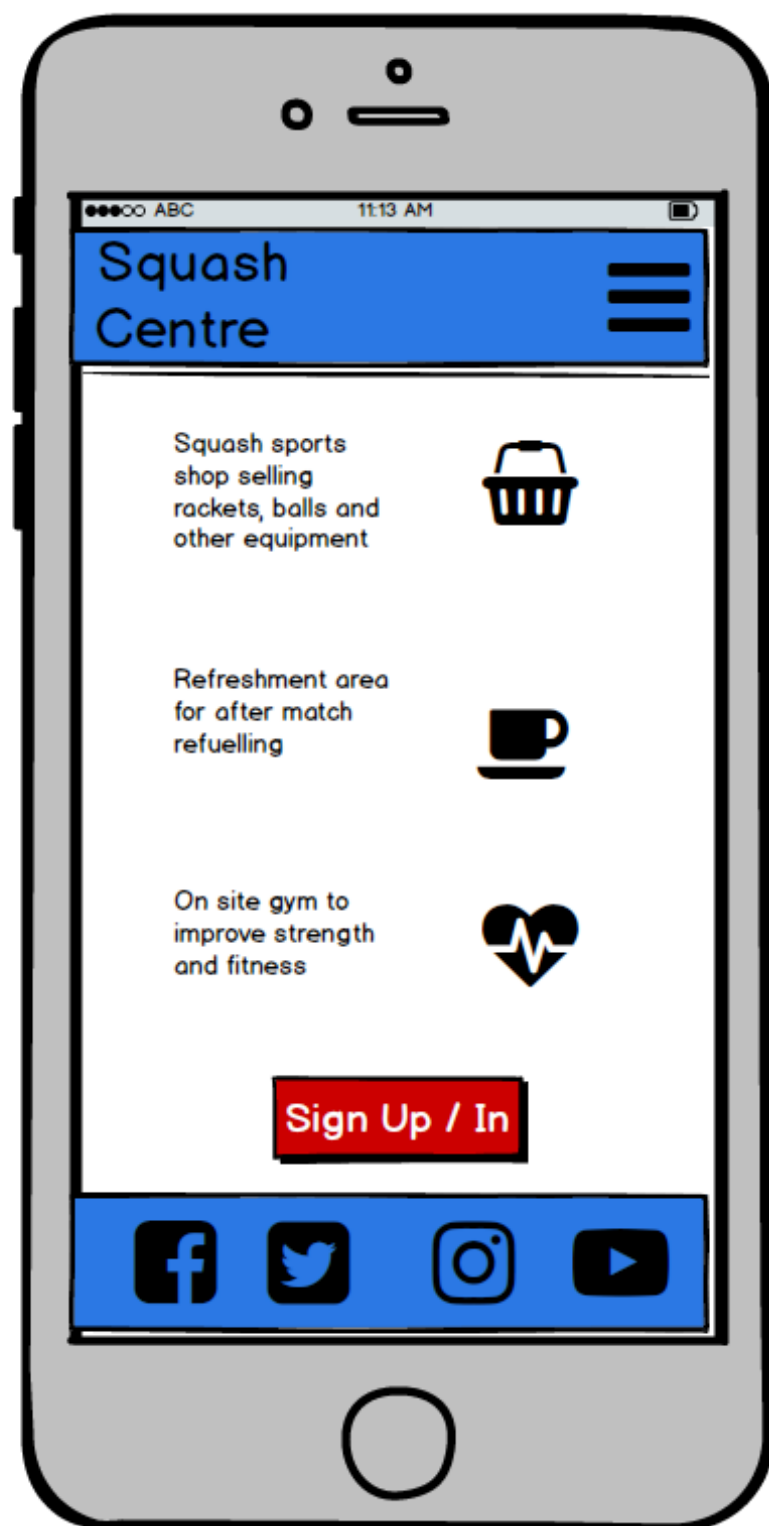 ABC 11:13 AM
Squash
Centre
Squash sports
shop selling
rackets, balls and
other equipment
Refreshment area
for after match
refuelling
On site gym to
improve strength
and fitness
Sign Up / In